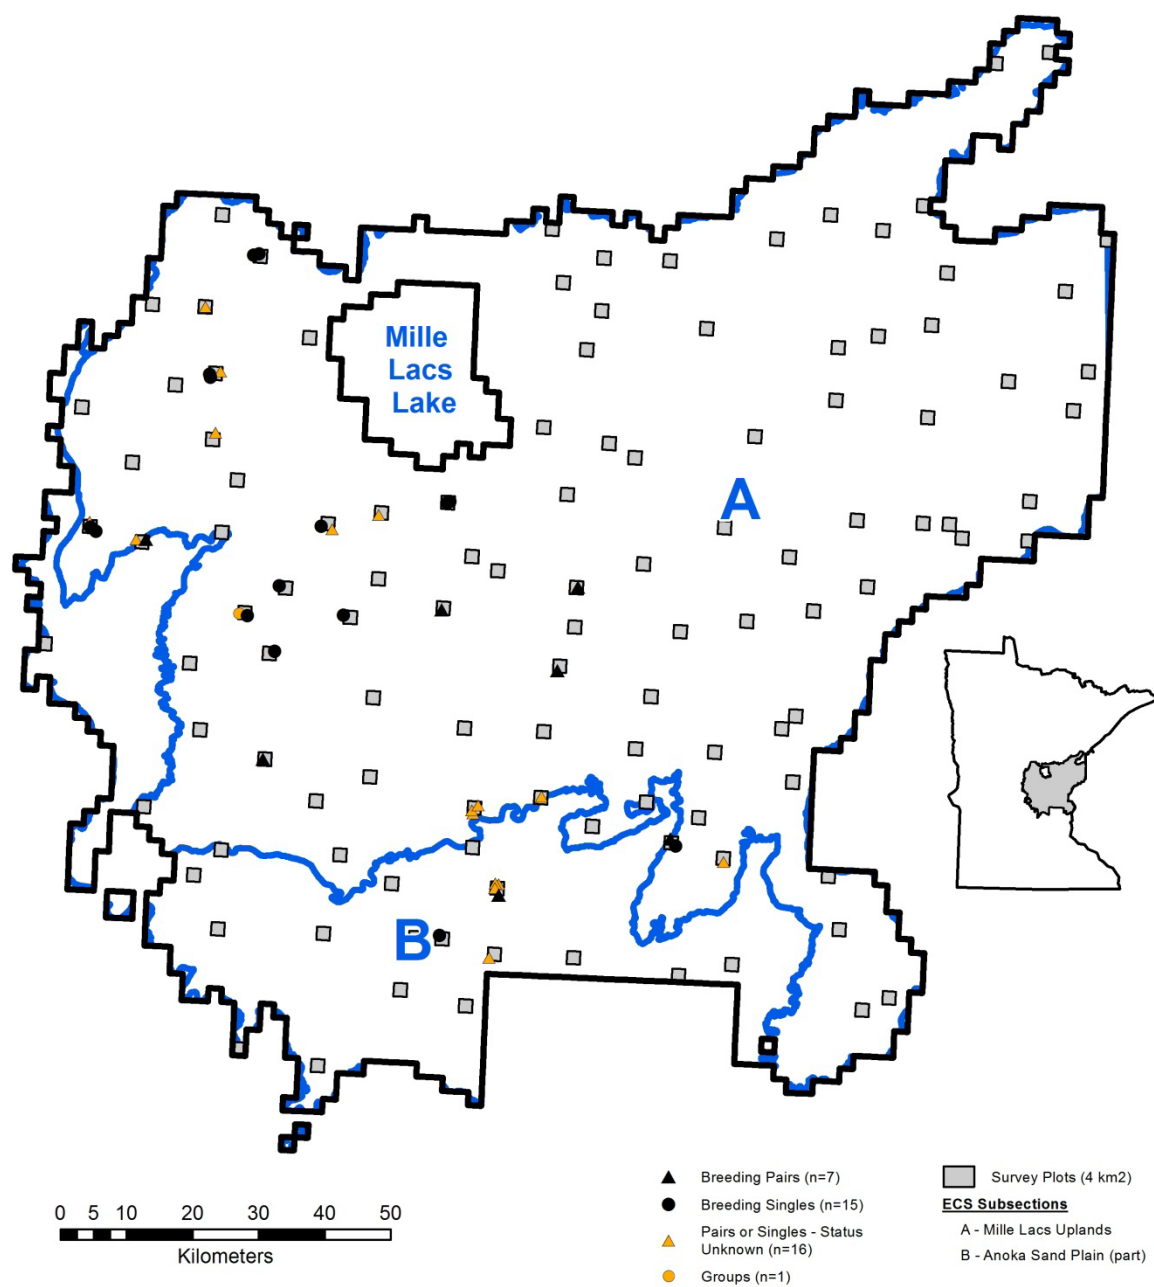 Mille
Lacs
Lake
A
B
Breeding Pairs (n=7)
Breeding Singles (n=15)
Pairs or Singles - Status
Unknown (n=16)
Groups (n=1)
Survey Plots (4 km2)
ECS Subsections
A - Mille Lacs Uplands
B - Anoka Sand Plain (part)
0 5 10 20 30 40 50
Kilometers